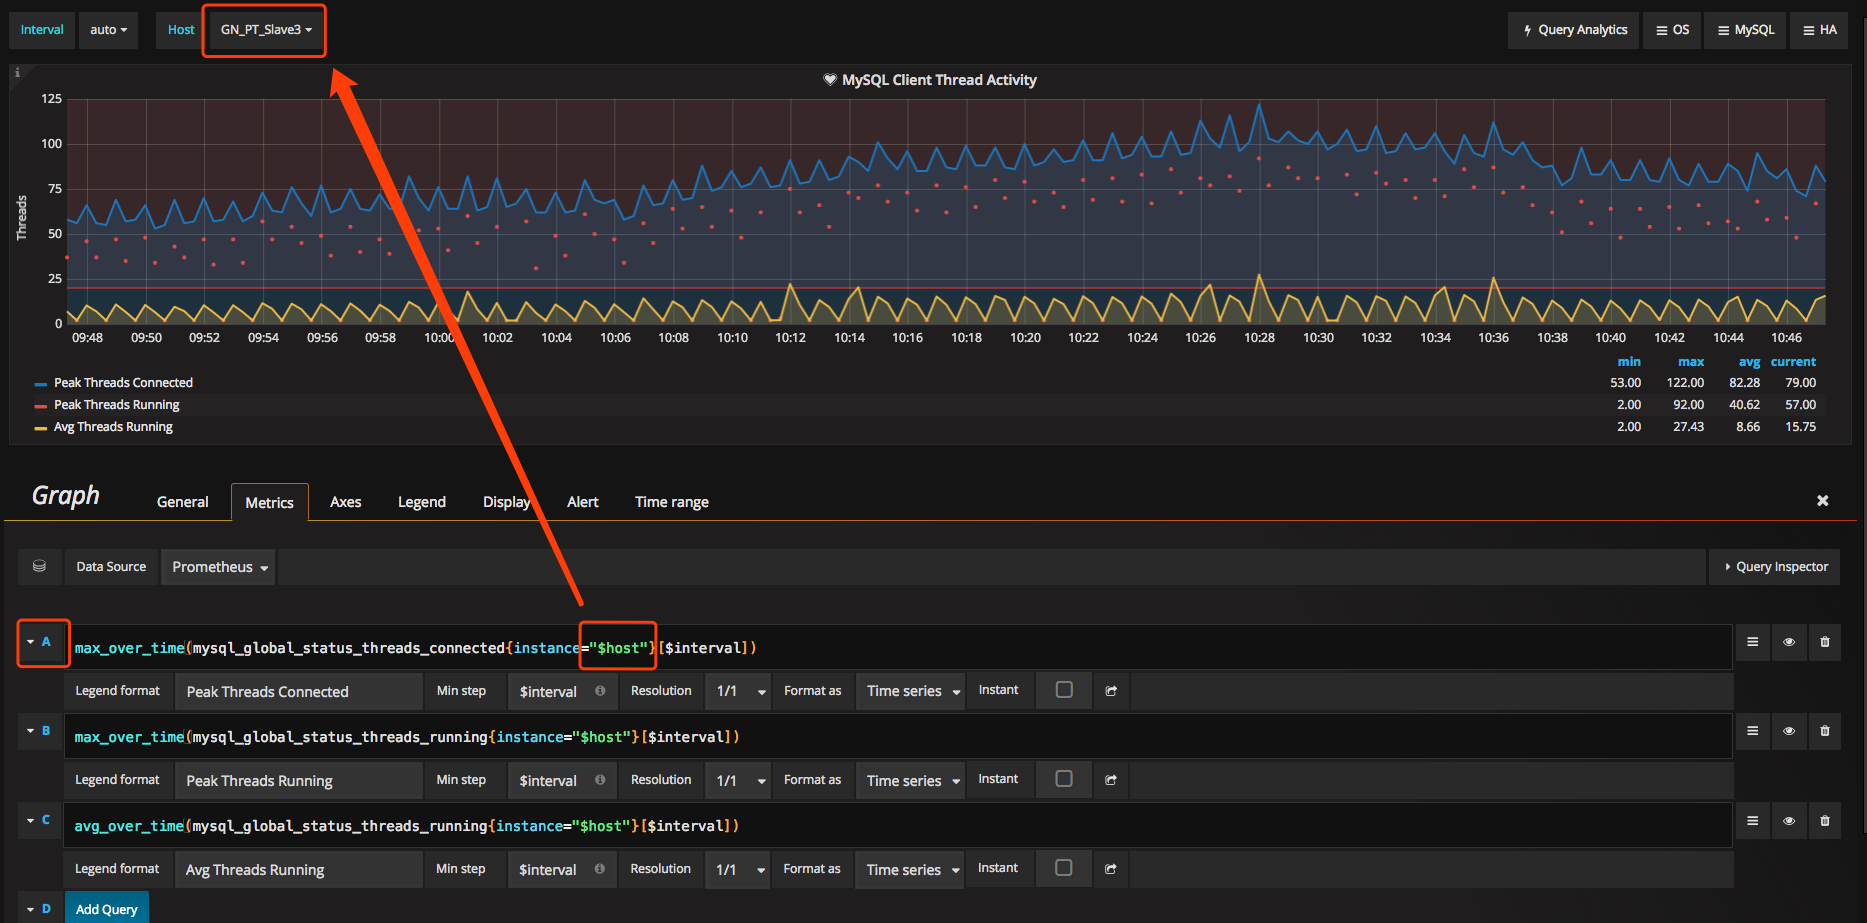 Interval auto Host GN_PT_Slave3 Query Analytics OS MySQL HA
i
MySQL Client Thread Activity
Threads
125
100
75
50
25
0
09:48 09:50 09:52 09:54 09:56 09:58 10:00 10:02 10:04 10:06 10:08 10:10 10:12 10:14 10:16 10:18 10:20 10:22 10:24 10:26 10:28 10:30 10:32 10:34 10:36 10:38 10:40 10:42 10:44 10:46
min max avg current
Peak Threads Connected 53.00 122.00 82.28 79.00
Peak Threads Running 2.00 92.00 40.62 57.00
Avg Threads Running 2.00 27.43 8.66 15.75
Graph General Metrics Axes Legend Display Alert Time range
Data Source Prometheus Query Inspector
A max_over_time(mysql_global_status_threads_connected{instance="$host"}[$interval])
Legend format Peak Threads Connected Min step $interval Resolution 1/1 Format as Time series Instant
B max_over_time(mysql_global_status_threads_running{instance="$host"}[$interval])
Legend format Peak Threads Running Min step $interval Resolution 1/1 Format as Time series Instant
C avg_over_time(mysql_global_status_threads_running{instance="$host"}[$interval])
Legend format Avg Threads Running Min step $interval Resolution 1/1 Format as Time series Instant
D Add Query